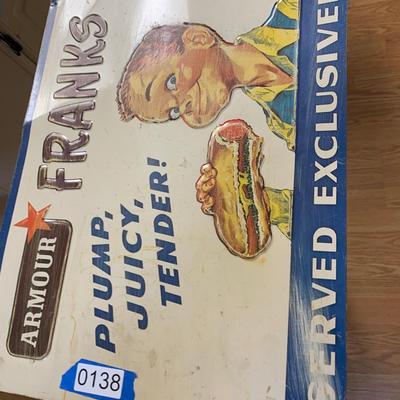 ARMOUR
FRANKS
PLUMP,
JUICY,
TENDER!
SERVED EXCLUSIVE
0138